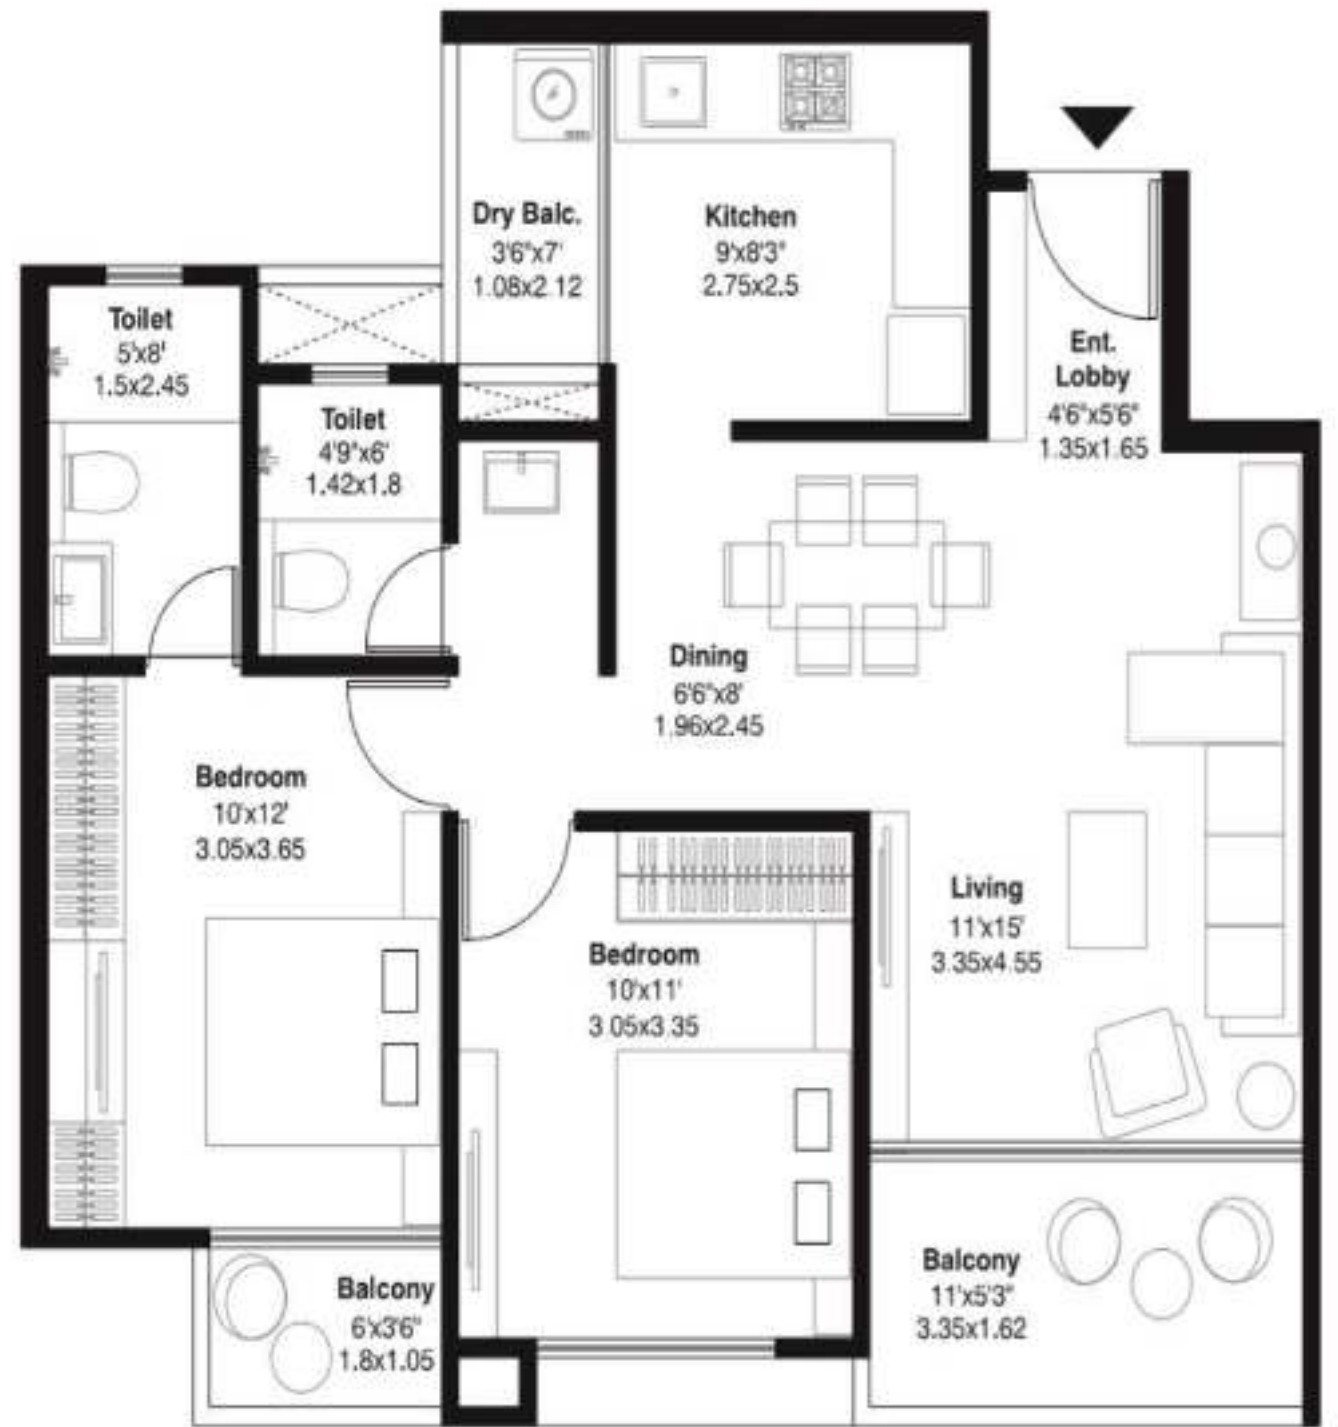 Dry Balc.
3'6"x7'
1.08x2.12
Kitchen
9'x8'3"
2.75x2.5
Toilet
5'x8'
1.5x2.45
Toilet
4'9"x6'
1.42x1.8
Ent.
Lobby
4'6"x5'6"
1.35x1.65
Dining
6'6"x8'
1.96x2.45
Bedroom
10'x12'
3.05x3.65
Bedroom
10'x11'
3.05x3.35
Living
11'x15'
3.35x4.55
Balcony
6'x3'6"
1.8x1.05
Balcony
11'x5'3"
3.35x1.62